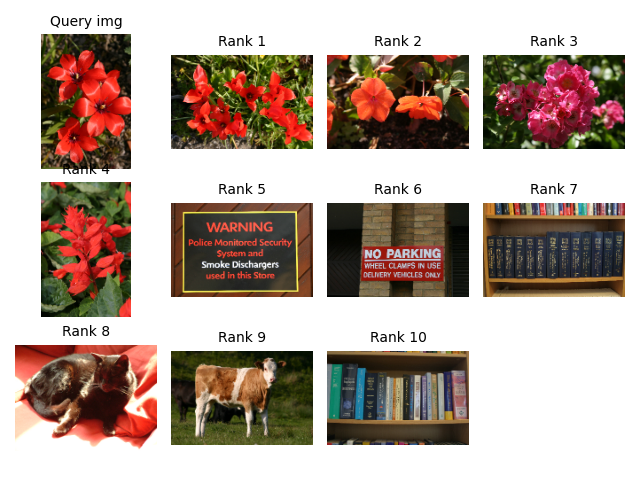 Query img
Rank 1
Rank 2
Rank 3
Rank 4
Rank 5
Rank 6
Rank 7
WARNING
Police Monitored Security
System and
Smoke Dischargers
used in this Store
NO PARKING
WHEEL CLAMPS IN USE
DELIVERY VEHICLES ONLY
Rank 8
Rank 9
Rank 10